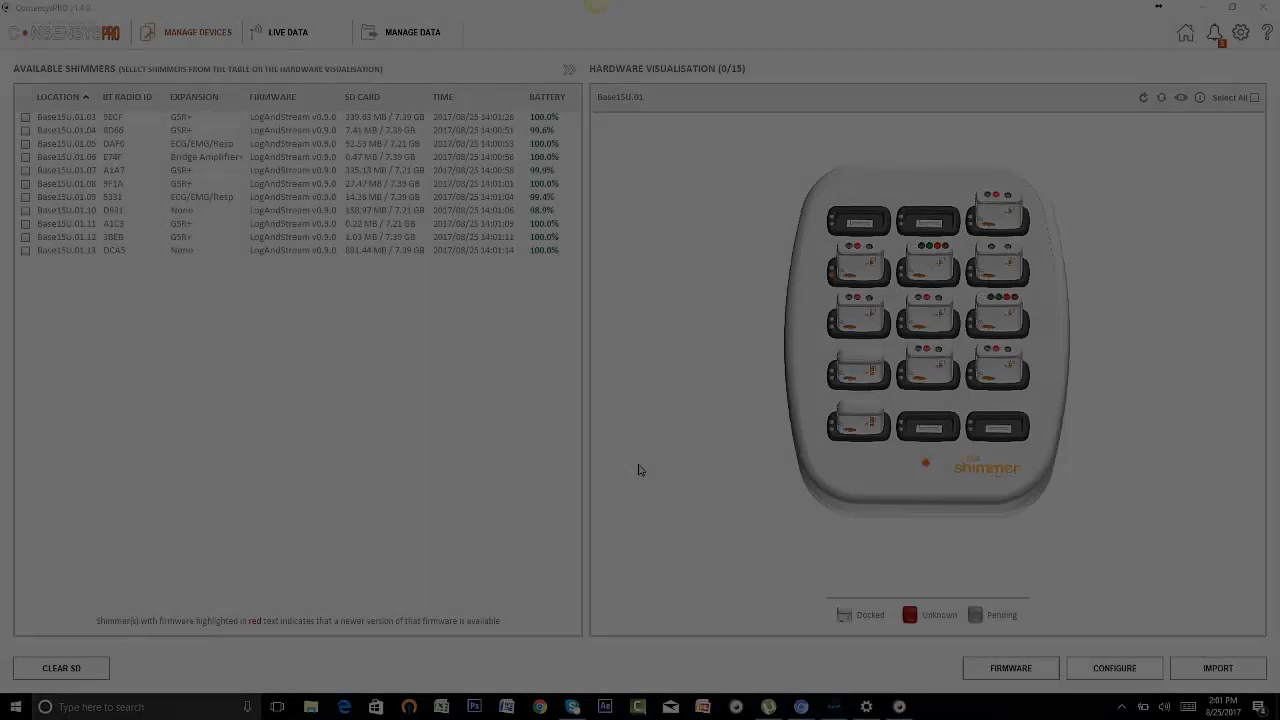 ConsensysPRO v1.4.0
CONSENSYSPRO
MANAGE DEVICES
LIVE DATA
MANAGE DATA
3
AVAILABLE SHIMMERS (SELECT SHIMMERS FROM THE TABLE OR THE HARDWARE VISUALISATION)
LOCATION BT RADIO ID EXPANSION FIRMWARE SD CARD TIME BATTERY
Base15U.01.03 9ECF GSR+ LogAndStream v0.9.0 339.63 MB / 7.39 GB 2017/08/25 14:01:26 100.0%
Base15U.01.04 8D66 GSR+ LogAndStream v0.9.0 7.41 MB / 7.39 GB 2017/08/25 14:00:51 99.6%
Base15U.01.05 DAF0 ECG/EMG/Resp LogAndStream v0.9.0 52.53 MB / 7.21 GB 2017/08/25 14:00:53 100.0%
Base15U.01.06 E74F Bridge Amplifier+ LogAndStream v0.9.0 0.47 MB / 7.39 GB 2017/08/25 14:00:56 100.0%
Base15U.01.07 A1A7 GSR+ LogAndStream v0.9.0 335.13 MB / 7.39 GB 2017/08/25 14:00:58 99.9%
Base15U.01.08 9F1A GSR+ LogAndStream v0.9.0 27.47 MB / 7.39 GB 2017/08/25 14:01:01 100.0%
Base15U.01.09 5331 ECG/EMG/Resp LogAndStream v0.9.0 14.36 MB / 7.39 GB 2017/08/25 14:01:04 99.4%
Base15U.01.10 D931 None LogAndStream v0.9.0 158.97 MB / 7.21 GB 2017/08/25 14:01:06 98.9%
Base15U.01.11 A1C3 GSR+ LogAndStream v0.9.0 0.22 MB / 7.21 GB 2017/08/25 14:01:09 100.0%
Base15U.01.12 3BEB GSR+ LogAndStream v0.9.0 1.03 MB / 7.39 GB 2017/08/25 14:01:11 100.0%
Base15U.01.13 DCA5 None LogAndStream v0.9.0 881.44 MB / 7.39 GB 2017/08/25 14:01:14 100.0%
Shimmer(s) with firmware highlighted in red text indicates that a newer version of that firmware is available
CLEAR SD
HARDWARE VISUALISATION (0/15)
Base15U.01
Select All
shimmer
Docked Unknown Pending
FIRMWARE CONFIGURE IMPORT
Type here to search
2:01 PM
8/25/2017